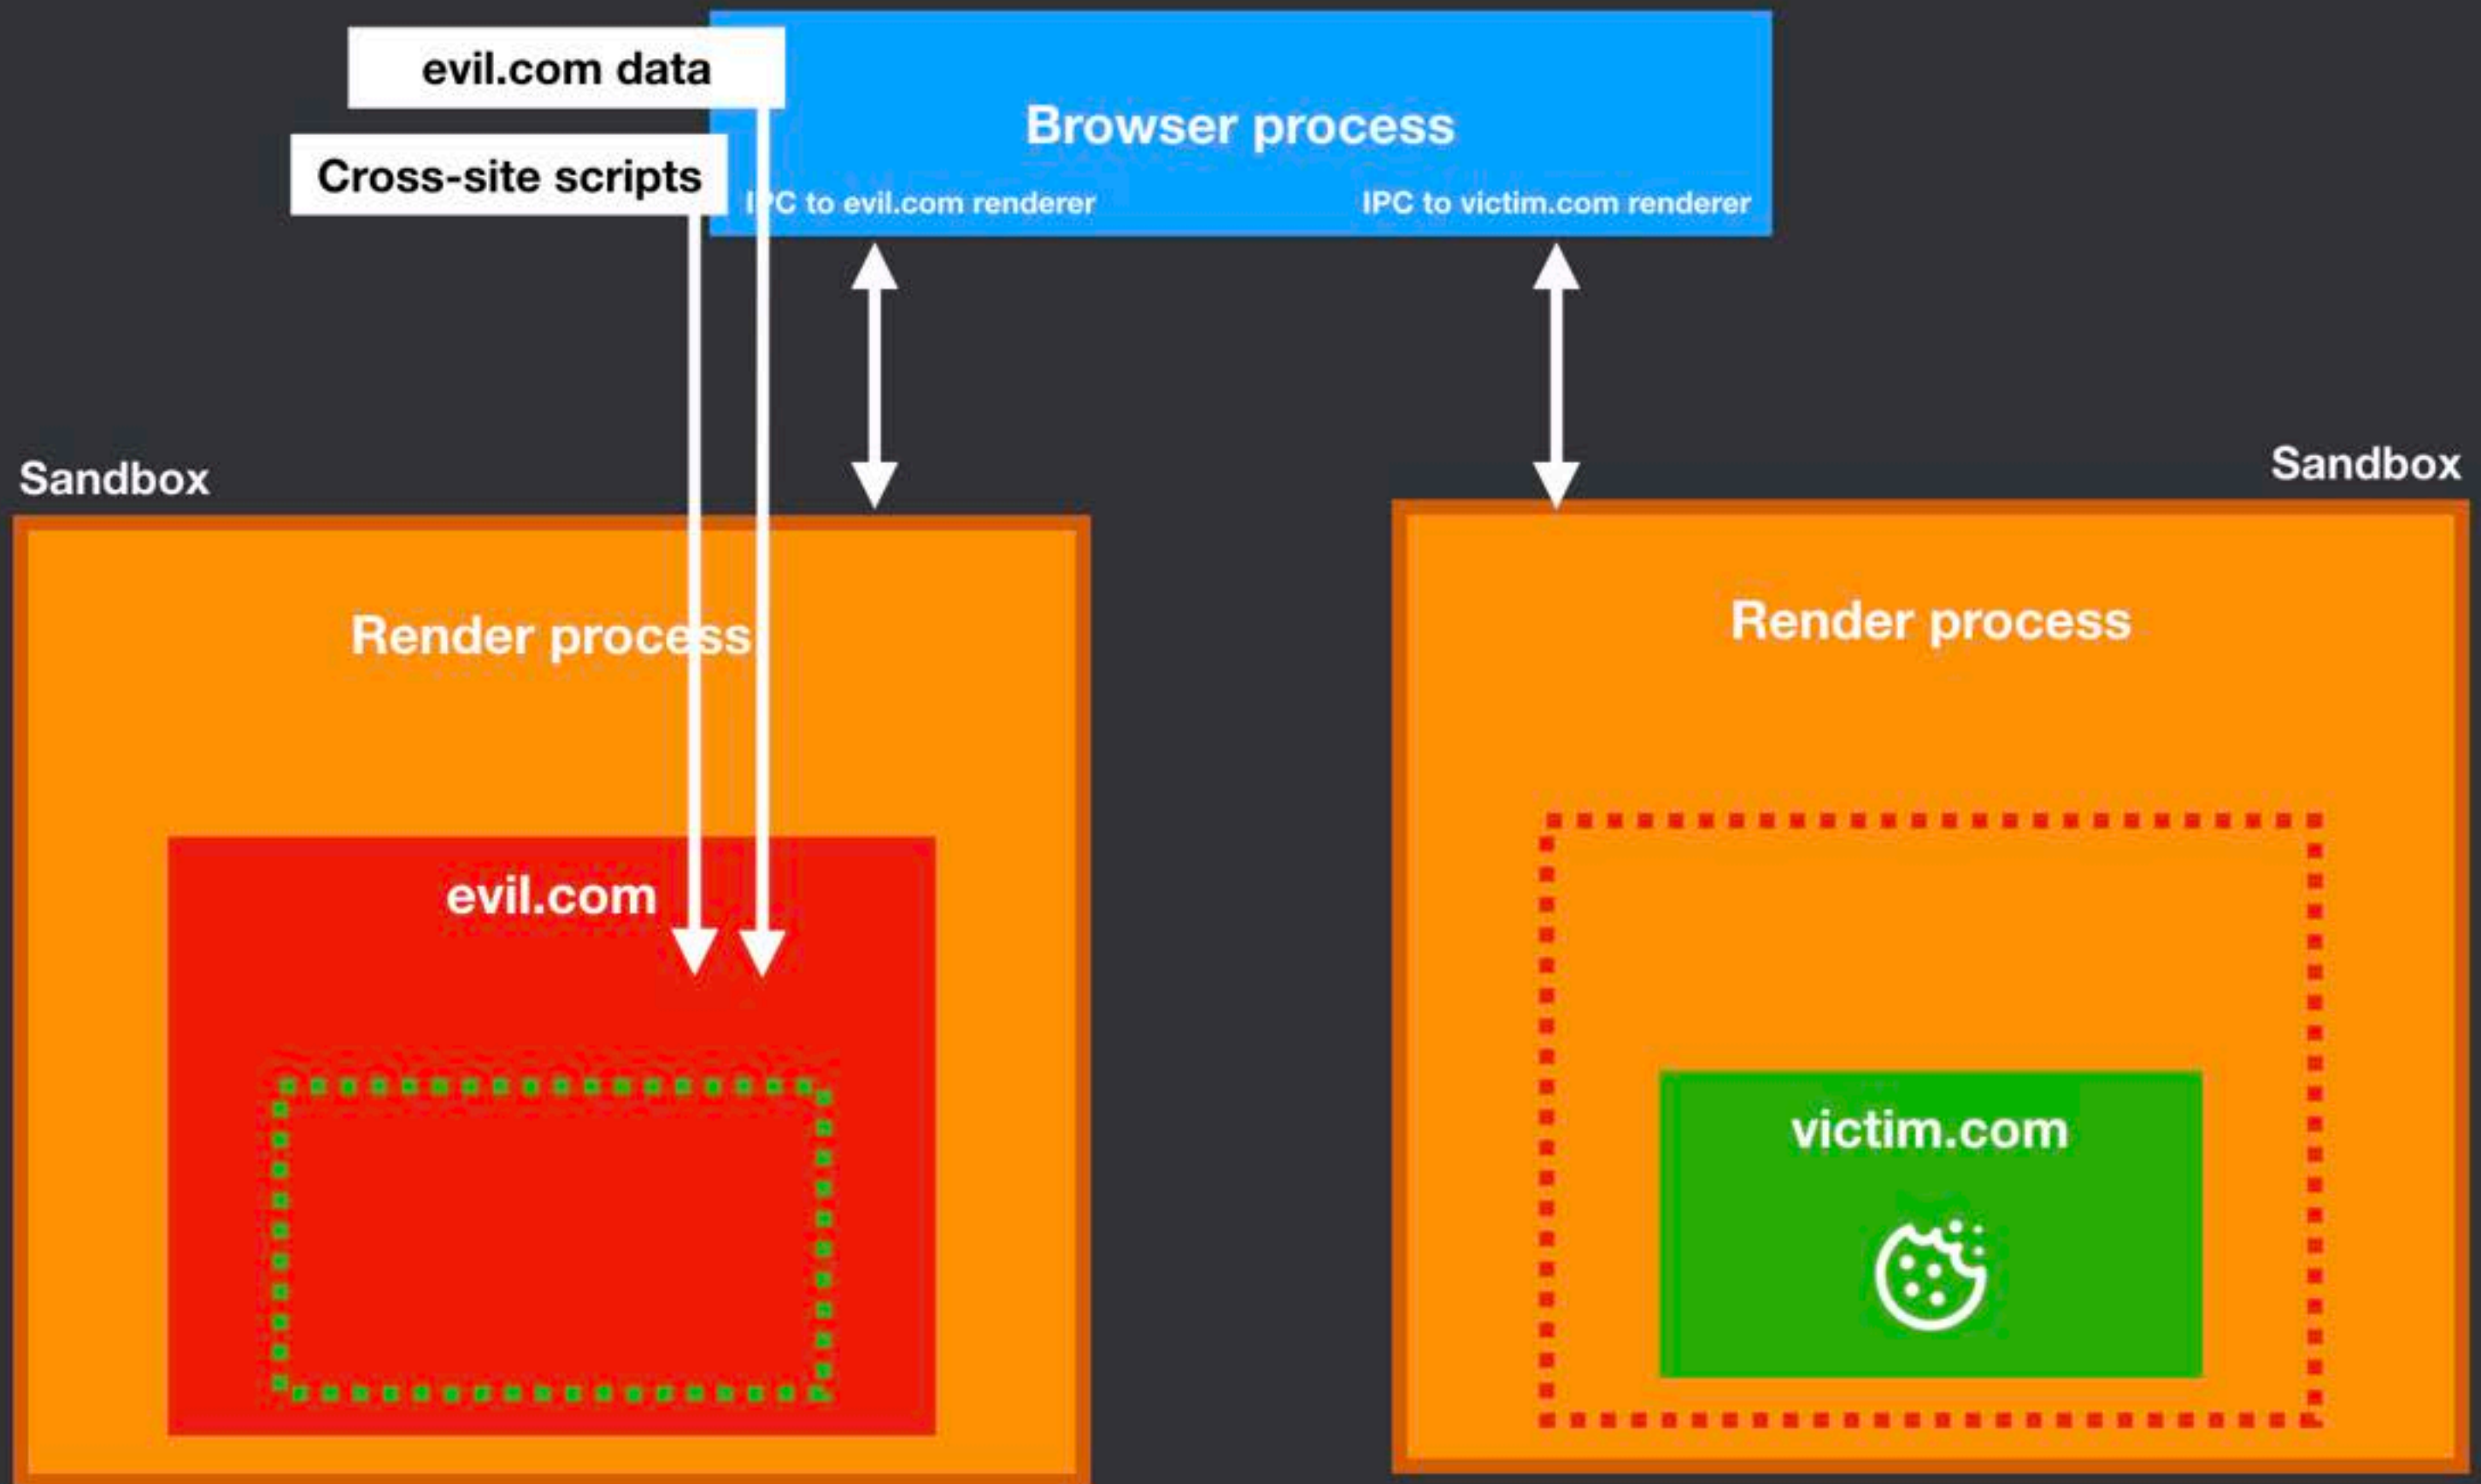 evil.com data
Browser process
Cross-site scripts
IPC to evil.com renderer
IPC to victim.com renderer
Sandbox
Sandbox
Render process
Render process
evil.com
victim.com